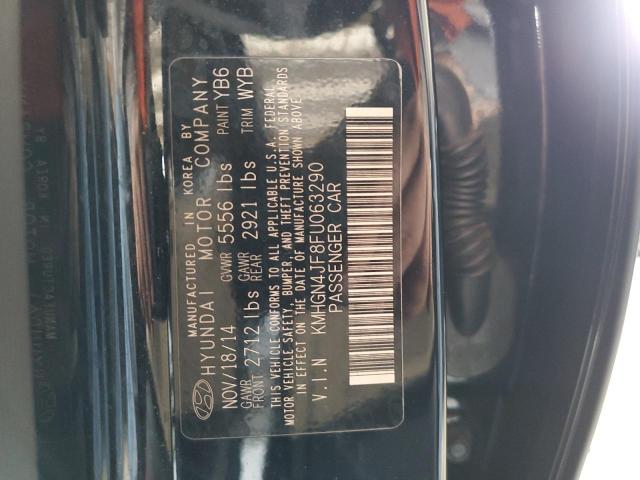 MANUFACTURED IN KOREA BY
HYUNDAI MOTOR COMPANY
NOV/18/14 GVWR 5556 lbs PAINT YB6
GAWR FRONT 2712 lbs GAWR REAR 2921 lbs TRIM WYB
THIS VEHICLE CONFORMS TO ALL APPLICABLE U.S.A. FEDERAL
MOTOR VEHICLE SAFETY, BUMPER, AND THEFT PREVENTION STANDARDS
IN EFFECT ON THE DATE OF MANUFACTURE SHOWN ABOVE
V.I.N KMHGN4JF8FU063290
PASSENGER CAR